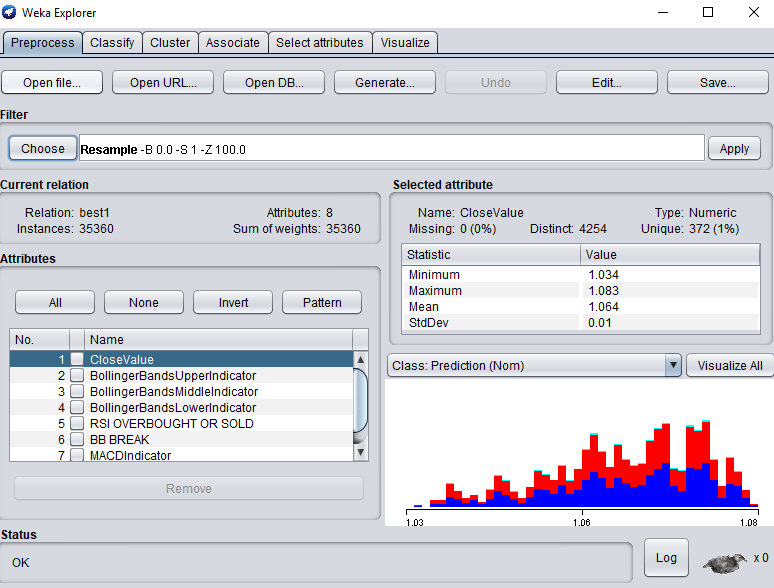 Weka Explorer
Preprocess Classify Cluster Associate Select attributes Visualize
Open file... Open URL... Open DB... Generate... Undo Edit... Save...
Filter
Choose Resample -B 0.0 -S 1 -Z 100.0 Apply
Current relation
Relation: best1 Attributes: 8
Instances: 35360 Sum of weights: 35360
Selected attribute
Name: CloseValue Type: Numeric
Missing: 0 (0%) Distinct: 4254 Unique: 372 (1%)
Statistic Value
Minimum 1.034
Maximum 1.083
Mean 1.064
StdDev 0.01
Attributes
All None Invert Pattern
No. Name
1 CloseValue
2 BollingerBandsUpperIndicator
3 BollingerBandsMiddleIndicator
4 BollingerBandsLowerIndicator
5 RSI OVERBOUGHT OR SOLD
6 BB BREAK
7 MACDIndicator
Remove
Class: Prediction (Nom) Visualize All
1.03 1.06 1.08
Status
OK
Log x 0